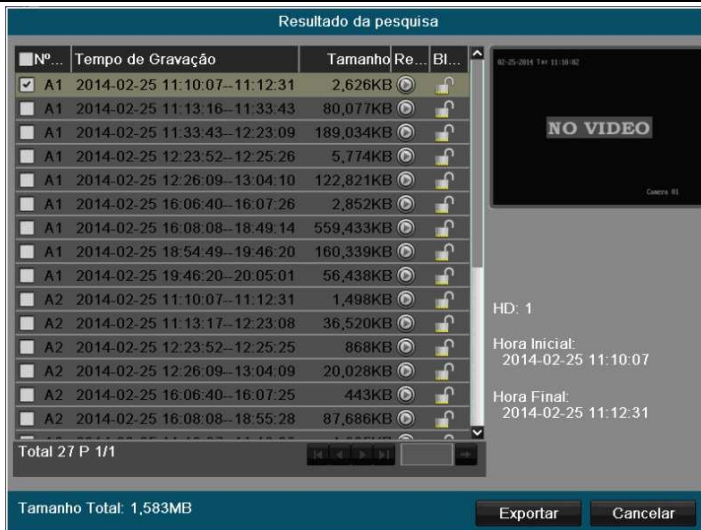 Resultado da pesquisa
Nº... Tempo de Gravação Tamanho Re... Bl...
A1 2014-02-25 11:10:07--11:12:31 2,626KB
A1 2014-02-25 11:13:16--11:33:43 80,077KB
A1 2014-02-25 11:33:43--12:23:09 189,034KB
A1 2014-02-25 12:23:52--12:25:26 5,774KB
A1 2014-02-25 12:26:09--13:04:10 122,821KB
A1 2014-02-25 16:06:40--16:07:26 2,852KB
A1 2014-02-25 16:08:08--18:49:14 559,433KB
A1 2014-02-25 18:54:49--19:46:20 160,339KB
A1 2014-02-25 19:46:20--20:05:01 56,438KB
A2 2014-02-25 11:10:07--11:12:31 1,498KB
A2 2014-02-25 11:13:17--12:23:08 36,520KB
A2 2014-02-25 12:23:52--12:25:25 868KB
A2 2014-02-25 12:26:09--13:04:09 20,028KB
A2 2014-02-25 16:06:40--16:07:25 443KB
A2 2014-02-25 16:08:08--18:55:28 87,686KB
Total 27 P 1/1
02-25-2014 Ter
NO VIDEO
Camera 01
HD: 1
Hora Inicial:
2014-02-25 11:10:07
Hora Final:
2014-02-25 11:12:31
Tamanho Total: 1,583MB
Exportar
Cancelar